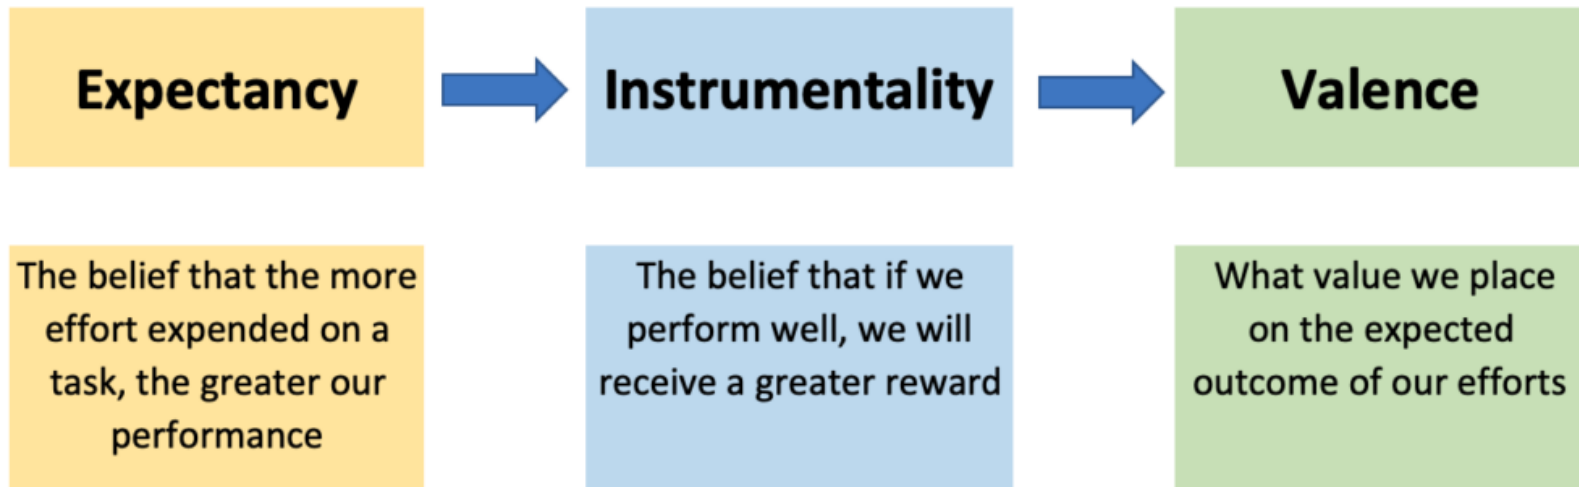 Expectancy
Instrumentality
Valence
The belief that the more
effort expended on a
task, the greater our
performance
The belief that if we
perform well, we will
receive a greater reward
What value we place
on the expected
outcome of our efforts